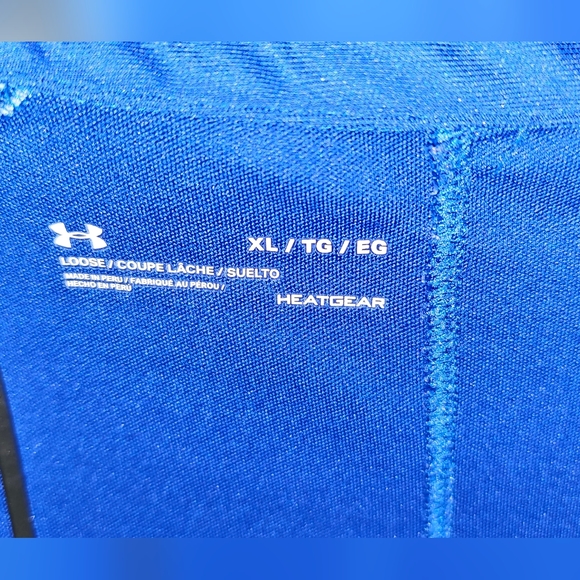 XL / TG / EG
LOOSE / COUPE LÂCHE / SUELTO
MADE IN PERU / FABRIQUÉ AU PÉROU /
HECHO EN PERÚ
HEATGEAR